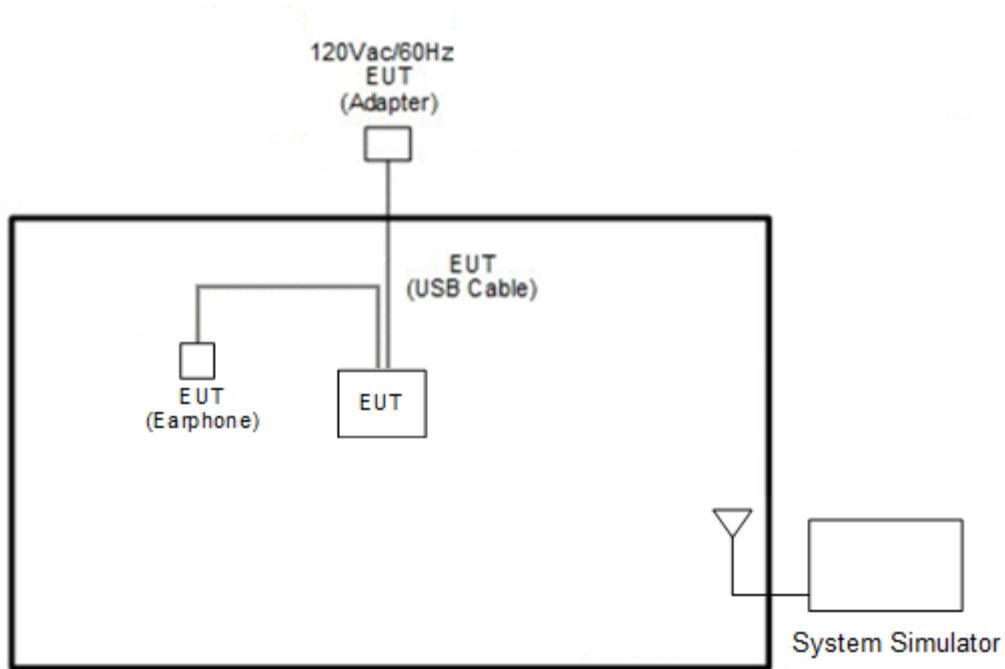 120Vac/60Hz
EUT
(Adapter)
EUT
(USB Cable)
EUT
(Earphone)
EUT
System Simulator